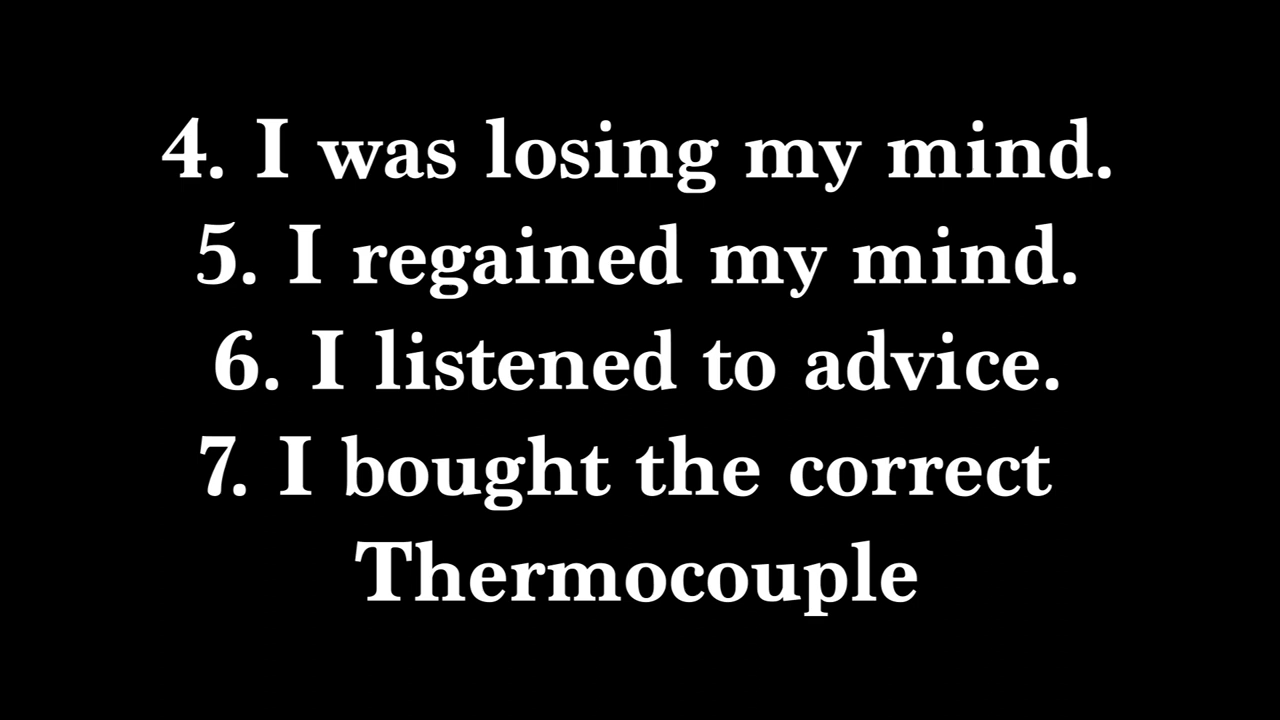 4. I was losing my mind.
5. I regained my mind.
6. I listened to advice.
7. I bought the correct
Thermocouple